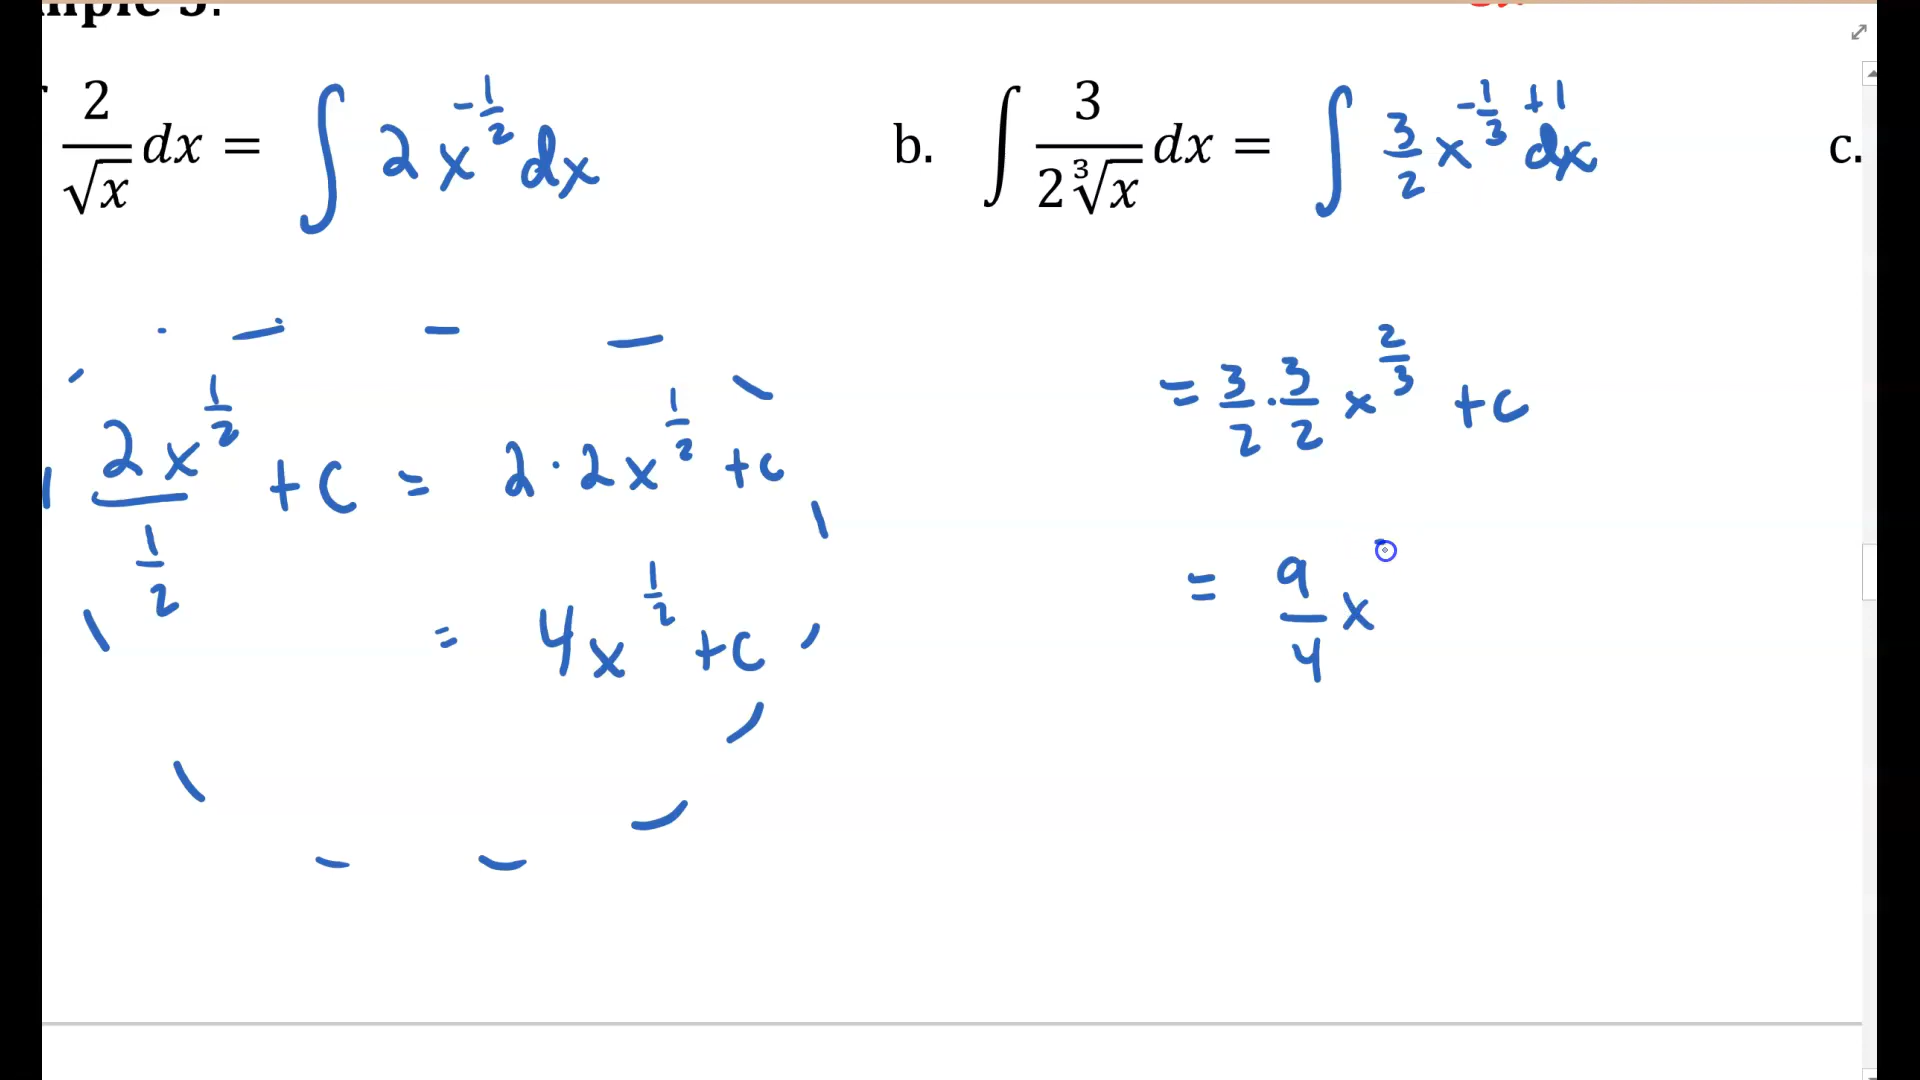 mple 3:
2/√x dx = ∫ 2x^(-1/2) dx
2x^(1/2) / (1/2) + c = 2 · 2x^(1/2) + c
= 4x^(1/2) + c
b. ∫ 3/(2∛x) dx = ∫ 3/2 x^(-1/3 +1) dx
= 3/2 · 3/2 x^(2/3) + c
= 9/4 x
c.